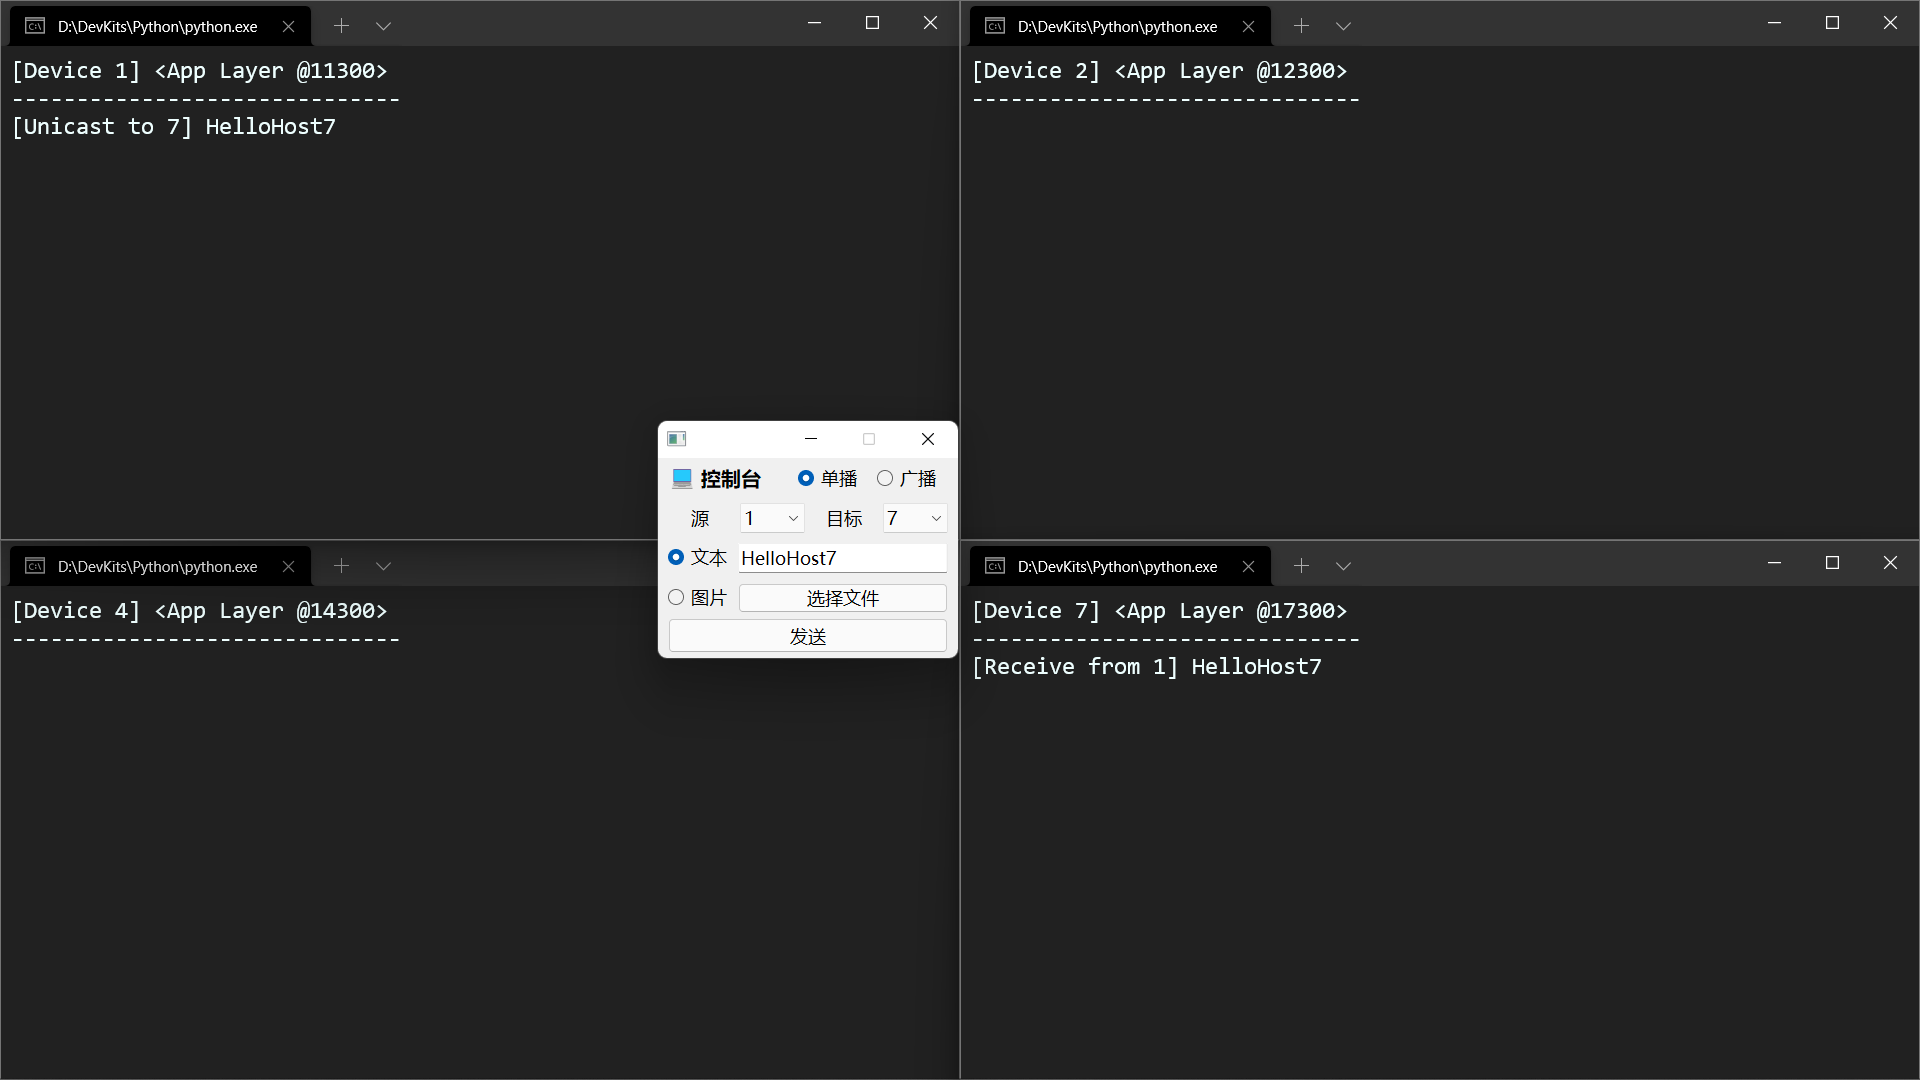 D:\DevKits\Python\python.exe
[Device 1] <App Layer @11300>
------------------------------
[Unicast to 7] HelloHost7
D:\DevKits\Python\python.exe
[Device 2] <App Layer @12300>
------------------------------
控制台 单播 广播
源 1 目标 7
文本 HelloHost7
图片 选择文件
发送
D:\DevKits\Python\python.exe
[Device 4] <App Layer @14300>
------------------------------
D:\DevKits\Python\python.exe
[Device 7] <App Layer @17300>
------------------------------
[Receive from 1] HelloHost7